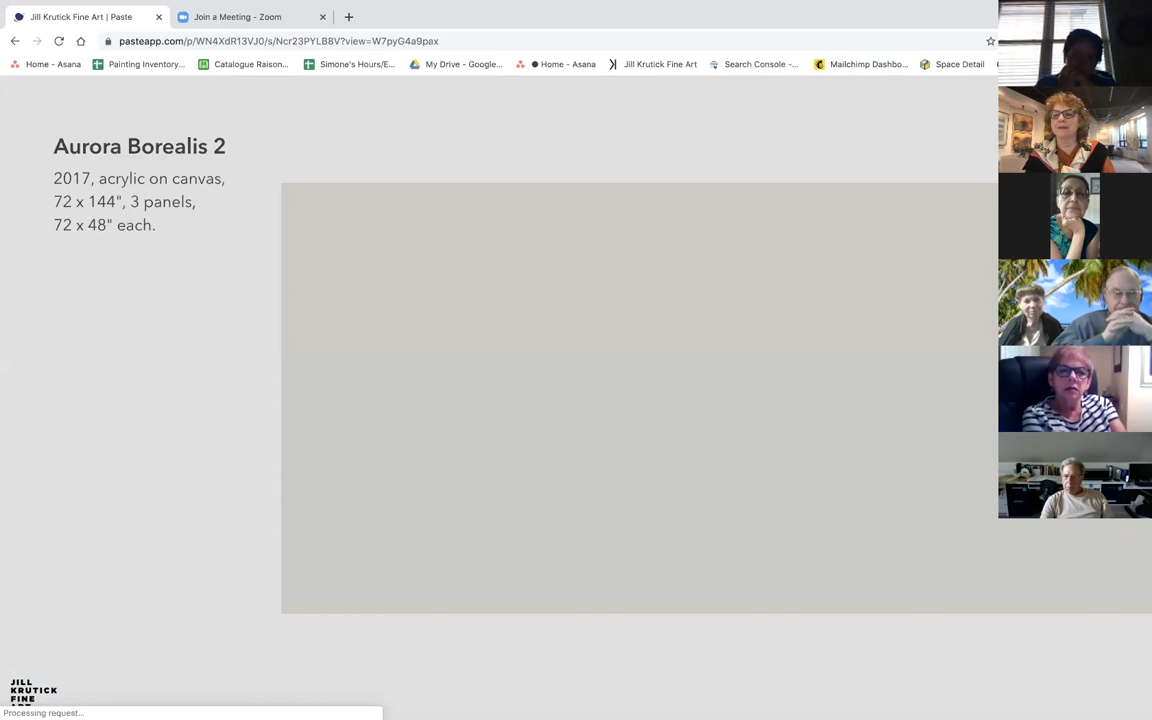 Jill Krutick Fine Art | Paste
Join a Meeting - Zoom
pasteapp.com/p/WN4XdR13VJ0/s/Ncr23PYLB8V?view=W7pyG4a9pax
Home - Asana
Painting Inventory...
Catalogue Raison...
Simone's Hours/E...
My Drive - Google...
Home - Asana
Jill Krutick Fine Art
Search Console -...
Mailchimp Dashbo...
Space Detail
Aurora Borealis 2
2017, acrylic on canvas,
72 x 144", 3 panels,
72 x 48" each.
JILL
KRUTICK
FINE
Processing request...